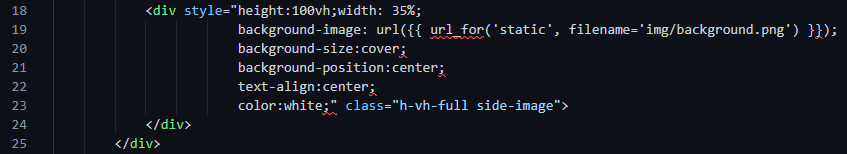 18 <div style="height:100vh;width: 35%;
19 background-image: url({{ url_for('static', filename='img/background.png') }});
20 background-size:cover;
21 background-position:center;
22 text-align:center;
23 color:white;" class="h-vh-full side-image">
24 </div>
25 </div>